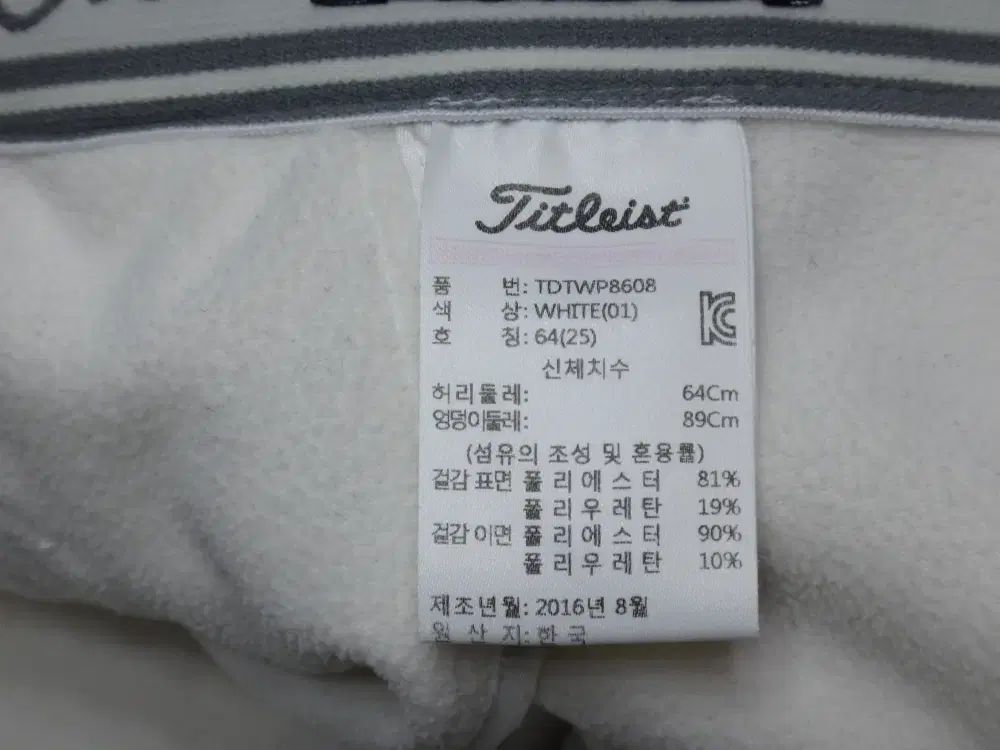 Titleist
품 번: TDTWP8608
색 상: WHITE(01)
호 칭: 64(25)
신체치수
허리둘레: 64Cm
엉덩이둘레: 89Cm
(섬유의 조성 및 혼용률)
겉감 표면 폴리에스터 81%
폴리우레탄 19%
겉감 이면 폴리에스터 90%
폴리우레탄 10%
제조년월: 2016년 8월
원 산 지: 한 국